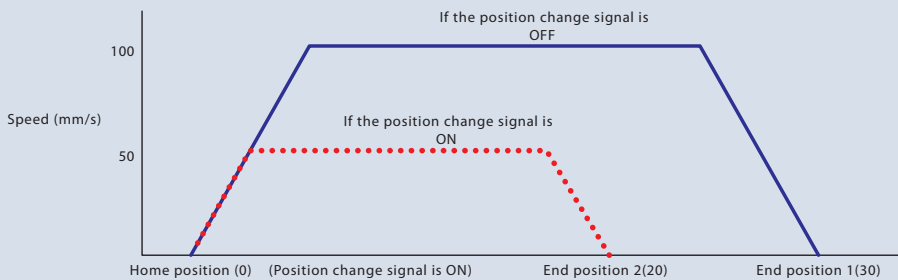 If the position change signal is
OFF
100
Speed (mm/s)
If the position change signal is
ON
50
Home position (0) (Position change signal is ON) End position 2(20) End position 1(30)